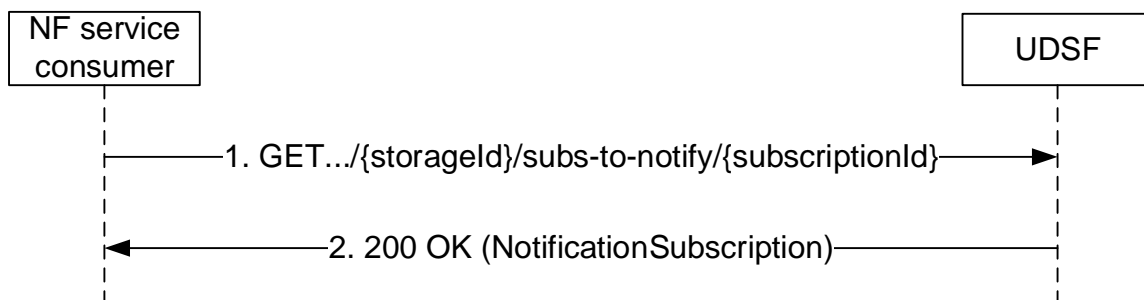 NF service
consumer
UDSF
1. GET.../{storageId}/subs-to-notify/{subscriptionId}
2. 200 OK (NotificationSubscription)